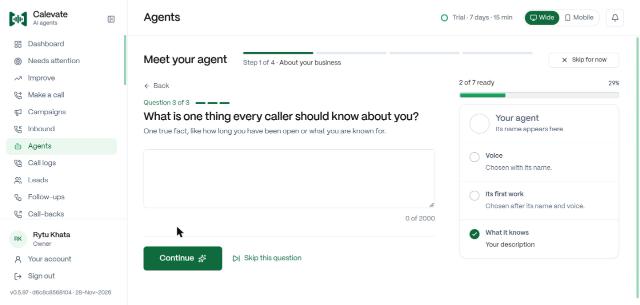 Calevate
AI agents
Dashboard
Needs attention
Improve
Make a call
Campaigns
Inbound
Agents
Call logs
Leads
Follow-ups
Call-backs
RK
Rytu Khata
Owner
Your account
Sign out
Agents
Trial · 7 days · 15 min
Wide
Mobile
Meet your agent
Step 1 of 4 · About your business
Skip for now
Back
Question 3 of 3
What is one thing every caller should know about you?
One true fact, like how long you have been open or what you are known for.
0 of 2000
Continue
Skip this question
2 of 7 ready
29%
Your agent
Its name appears here
Voice
Chosen with its name.
Its first work
Chosen after its name and voice.
What it knows
Your description